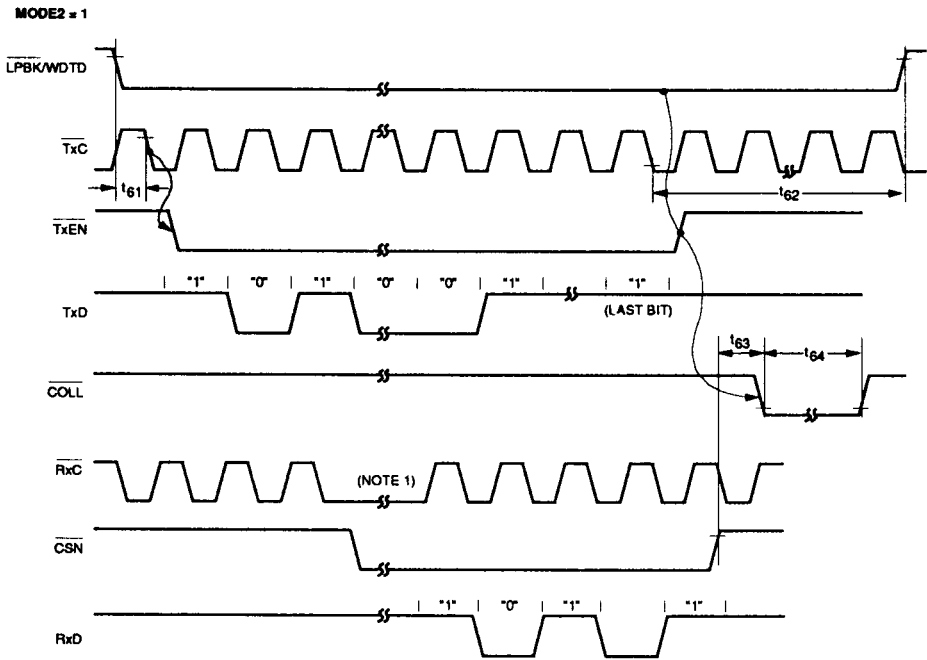 MODE2 = 1
LPBK/WDTD
TxC
t61
t62
TxEN
"1" "0" "1" "0" "0" "1" "1"
TxD
(LAST BIT)
t63 t64
COLL
RxC
(NOTE 1)
CSN
"1" "0" "1" "1"
RxD